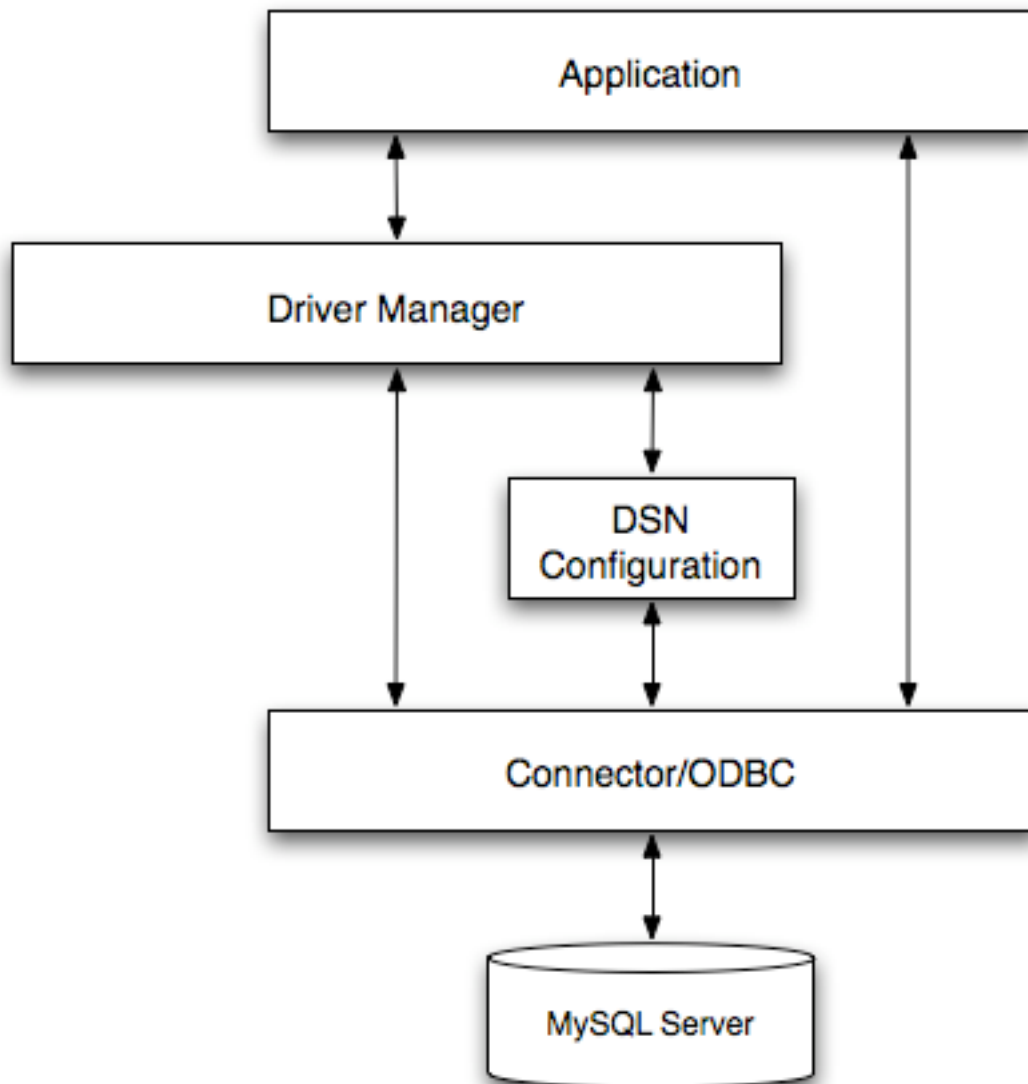 Application
Driver Manager
DSN
Configuration
Connector/ODBC
MySQL Server